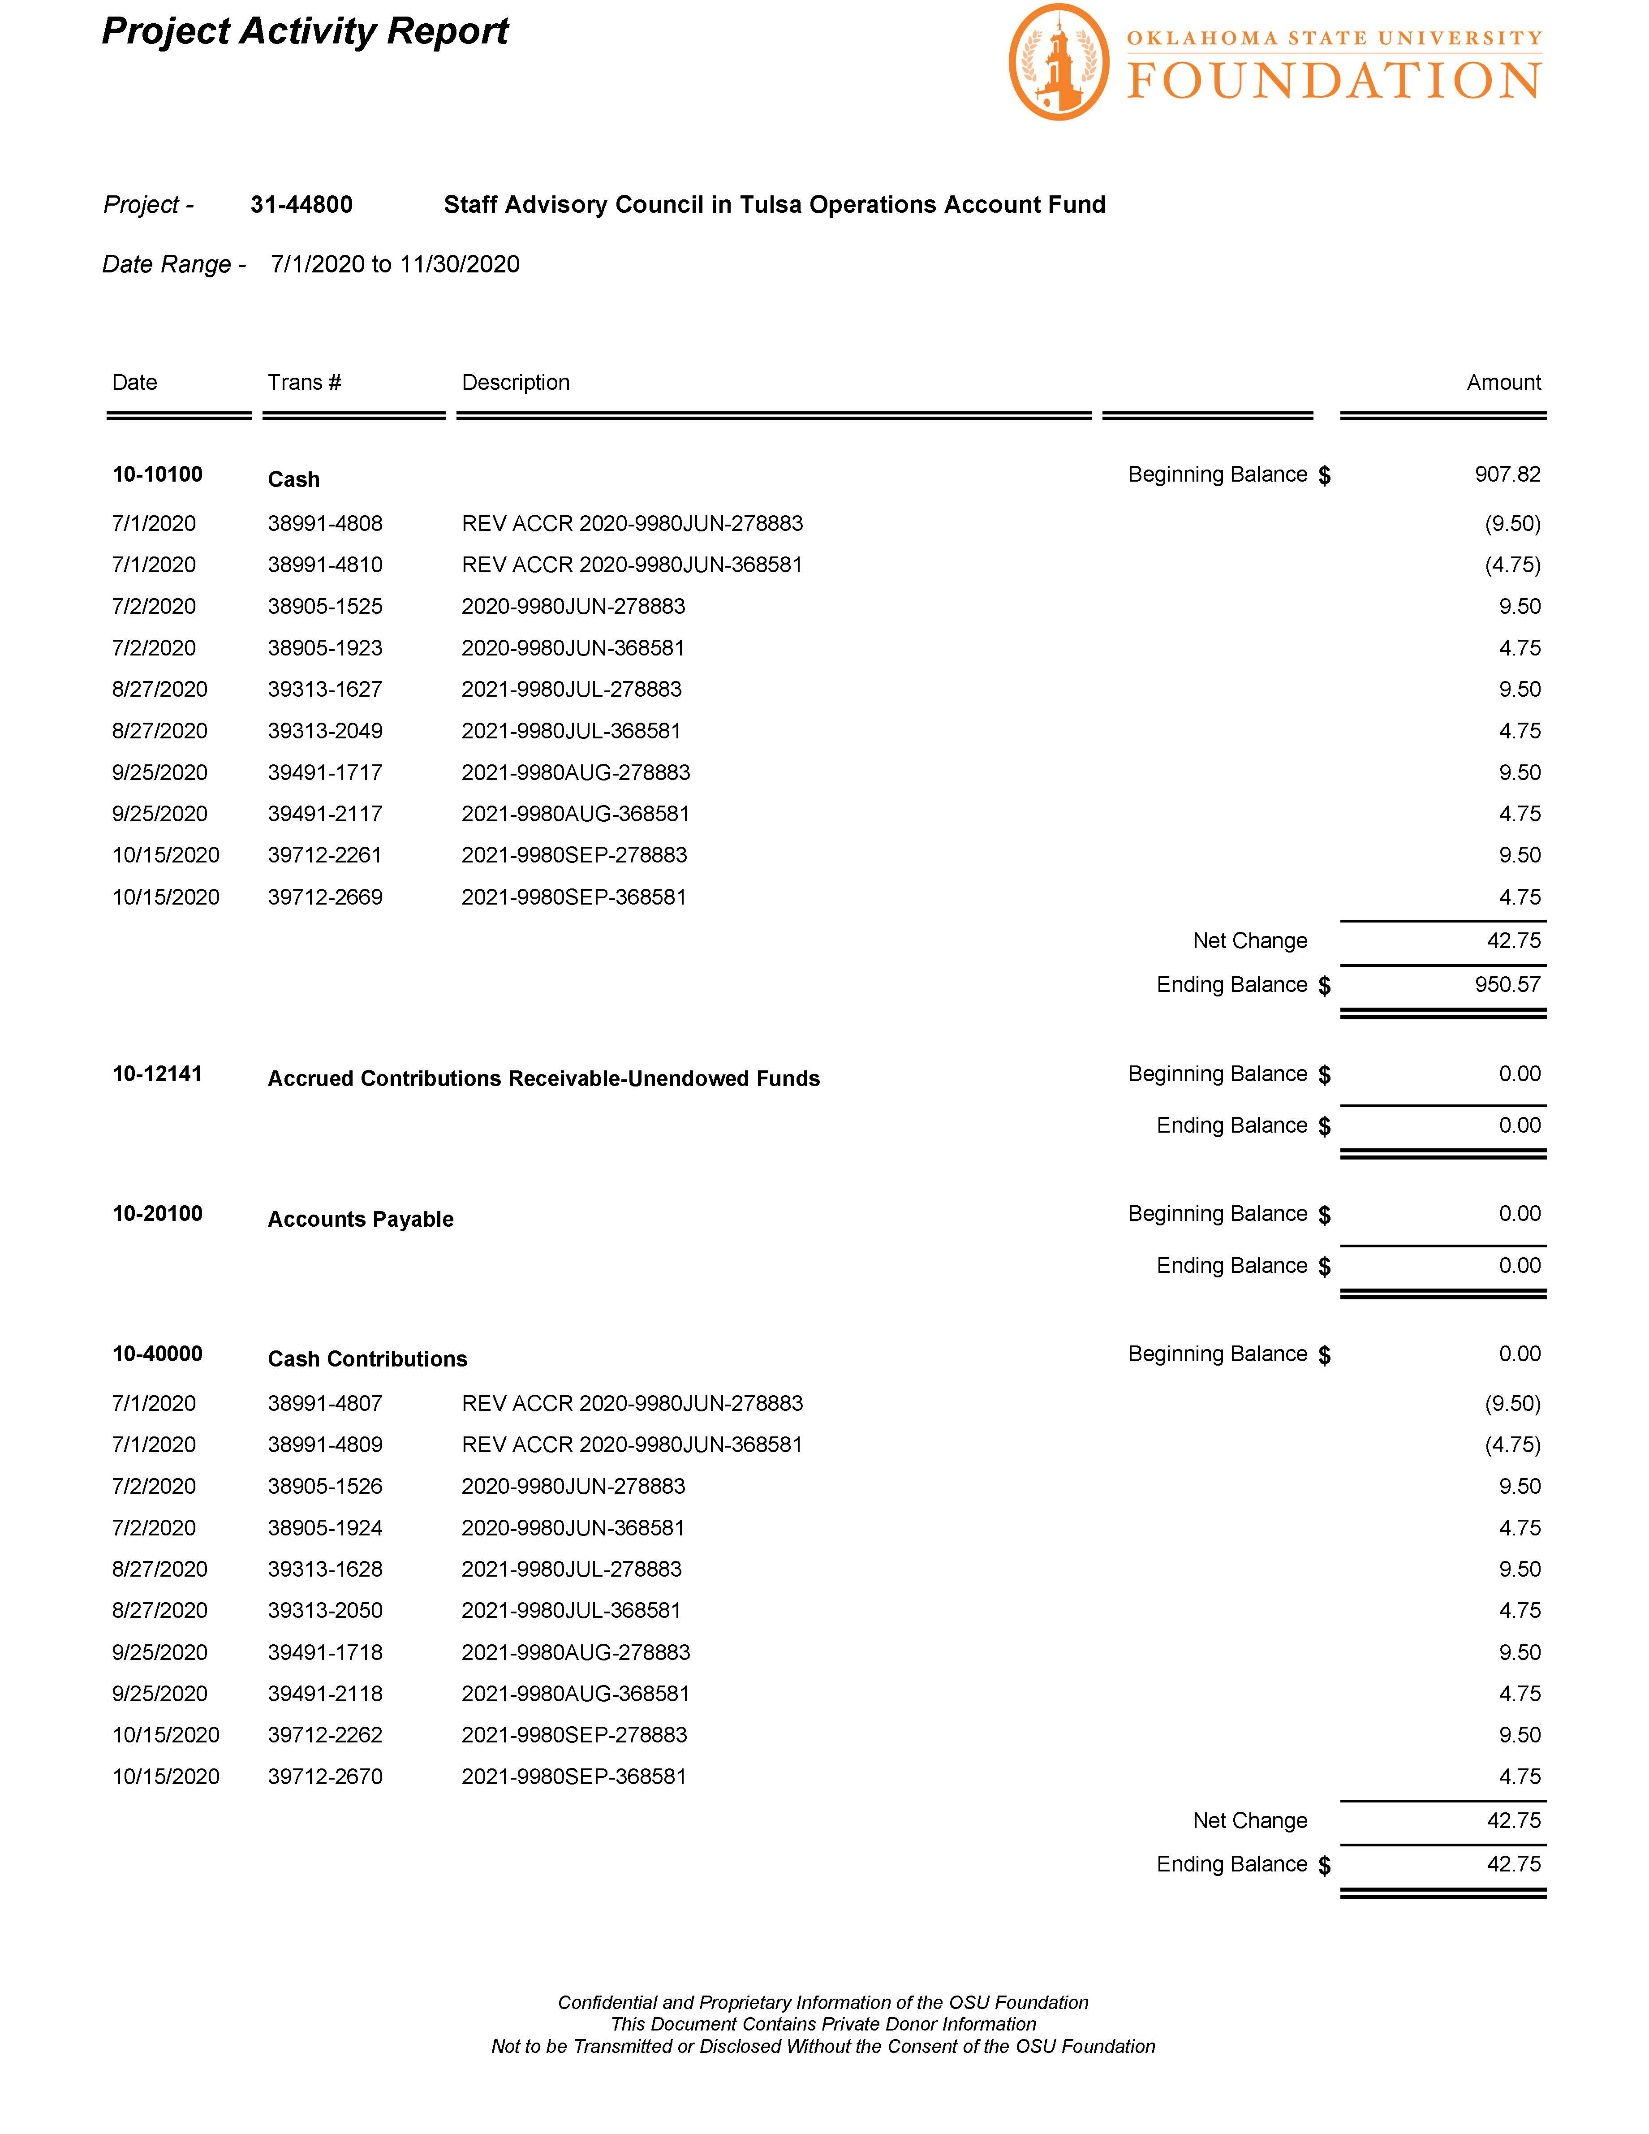 Project Activity Report
OKLAHOMA STATE UNIVERSITY
FOUNDATION
Project - 31-44800 Staff Advisory Council in Tulsa Operations Account Fund
Date Range - 7/1/2020 to 11/30/2020
Date Trans # Description Amount
10-10100 Cash Beginning Balance $ 907.82
7/1/2020 38991-4808 REV ACCR 2020-9980JUN-278883 (9.50)
7/1/2020 38991-4810 REV ACCR 2020-9980JUN-368581 (4.75)
7/2/2020 38905-1525 2020-9980JUN-278883 9.50
7/2/2020 38905-1923 2020-9980JUN-368581 4.75
8/27/2020 39313-1627 2021-9980JUL-278883 9.50
8/27/2020 39313-2049 2021-9980JUL-368581 4.75
9/25/2020 39491-1717 2021-9980AUG-278883 9.50
9/25/2020 39491-2117 2021-9980AUG-368581 4.75
10/15/2020 39712-2261 2021-9980SEP-278883 9.50
10/15/2020 39712-2669 2021-9980SEP-368581 4.75
Net Change 42.75
Ending Balance $ 950.57
10-12141 Accrued Contributions Receivable-Unendowed Funds Beginning Balance $ 0.00
Ending Balance $ 0.00
10-20100 Accounts Payable Beginning Balance $ 0.00
Ending Balance $ 0.00
10-40000 Cash Contributions Beginning Balance $ 0.00
7/1/2020 38991-4807 REV ACCR 2020-9980JUN-278883 (9.50)
7/1/2020 38991-4809 REV ACCR 2020-9980JUN-368581 (4.75)
7/2/2020 38905-1526 2020-9980JUN-278883 9.50
7/2/2020 38905-1924 2020-9980JUN-368581 4.75
8/27/2020 39313-1628 2021-9980JUL-278883 9.50
8/27/2020 39313-2050 2021-9980JUL-368581 4.75
9/25/2020 39491-1718 2021-9980AUG-278883 9.50
9/25/2020 39491-2118 2021-9980AUG-368581 4.75
10/15/2020 39712-2262 2021-9980SEP-278883 9.50
10/15/2020 39712-2670 2021-9980SEP-368581 4.75
Net Change 42.75
Ending Balance $ 42.75
Confidential and Proprietary Information of the OSU Foundation
This Document Contains Private Donor Information
Not to be Transmitted or Disclosed Without the Consent of the OSU Foundation